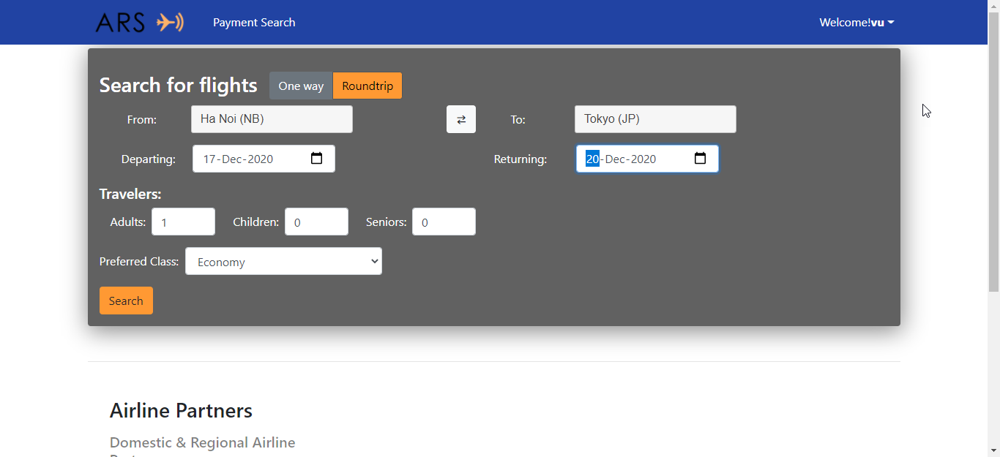 ARS Payment Search Welcome!vu
Search for flights One way Roundtrip
From: Ha Noi (NB) ⇄ To: Tokyo (JP)
Departing: 17-Dec-2020 Returning: 20-Dec-2020
Travelers:
Adults: 1 Children: 0 Seniors: 0
Preferred Class: Economy
Search
Airline Partners
Domestic & Regional Airline